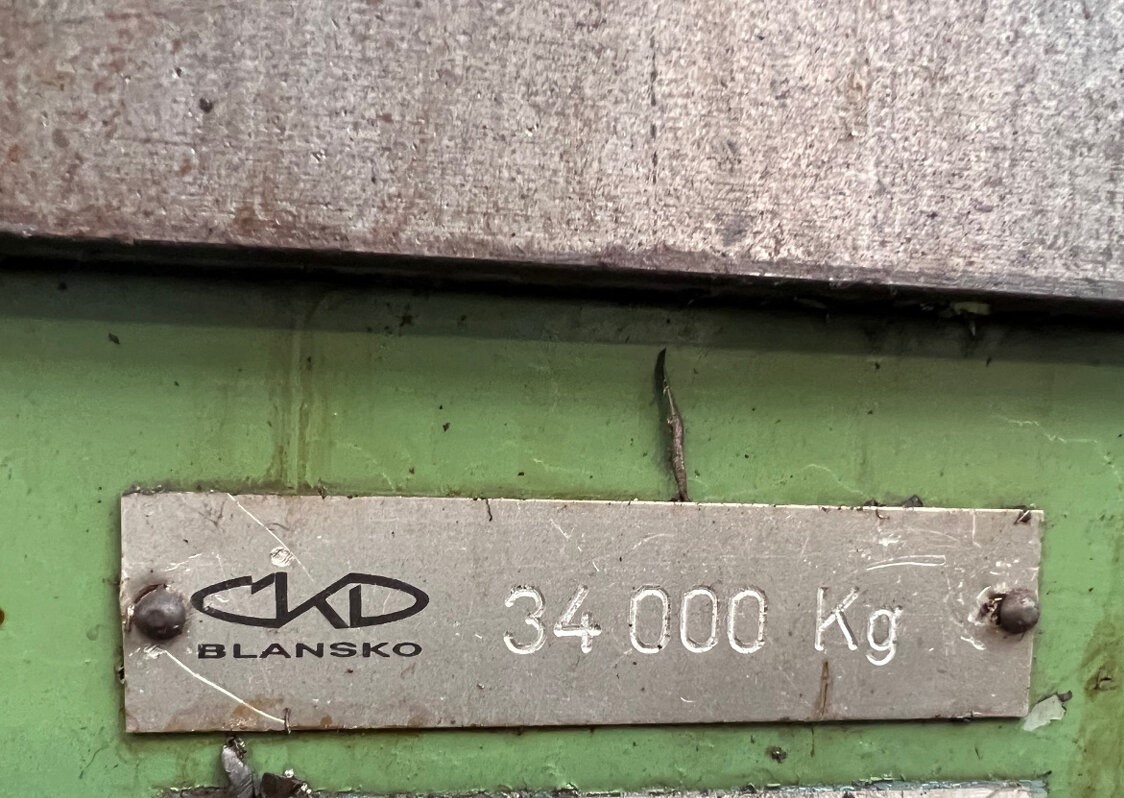 ČKD
BLANSKO
34 000 Kg